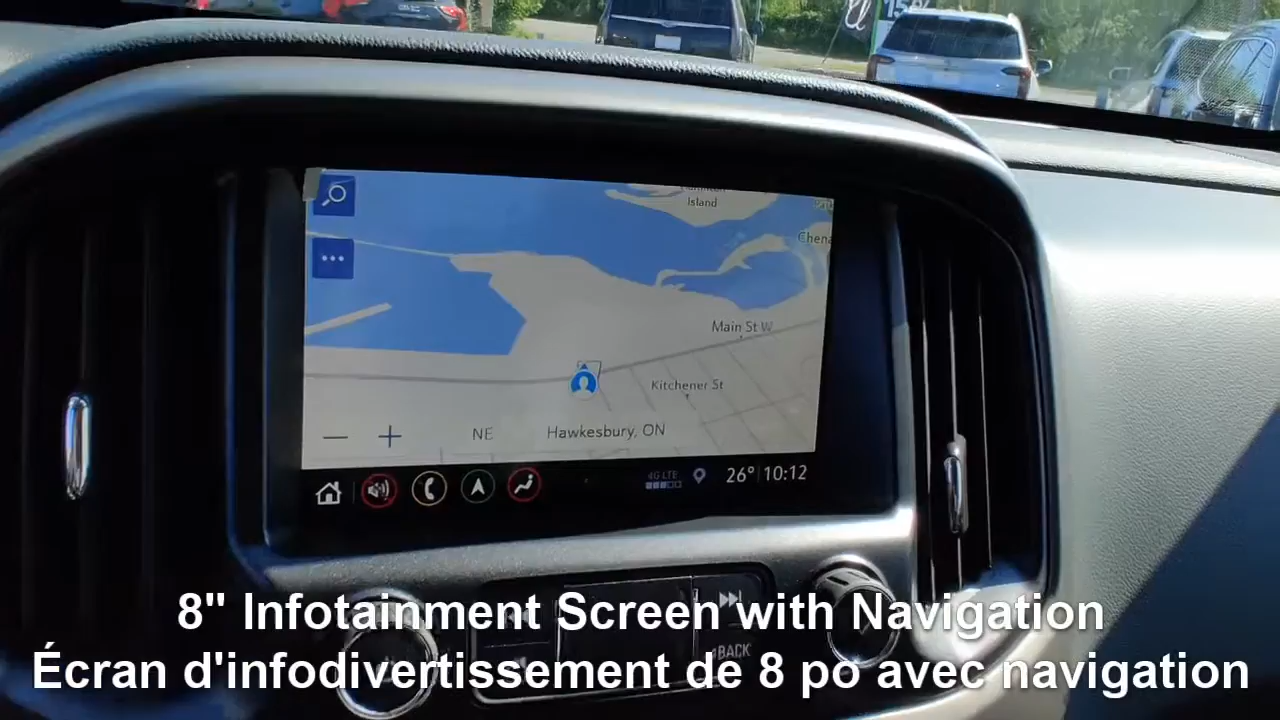 Island
Chena
Main St W
Kitchener St
NE
Hawkesbury, ON
4G LTE
26° 10:12
8" Infotainment Screen with Navigation
BACK
Écran d'infodivertissement de 8 po avec navigation